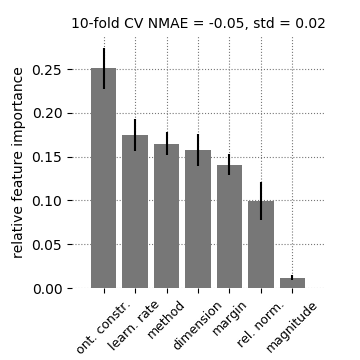 10-fold CV NMAE = -0.05, std = 0.02
relative feature importance
0.25
0.20
0.15
0.10
0.05
0.00
ont. constr.
learn. rate
method
dimension
margin
rel. norm.
magnitude